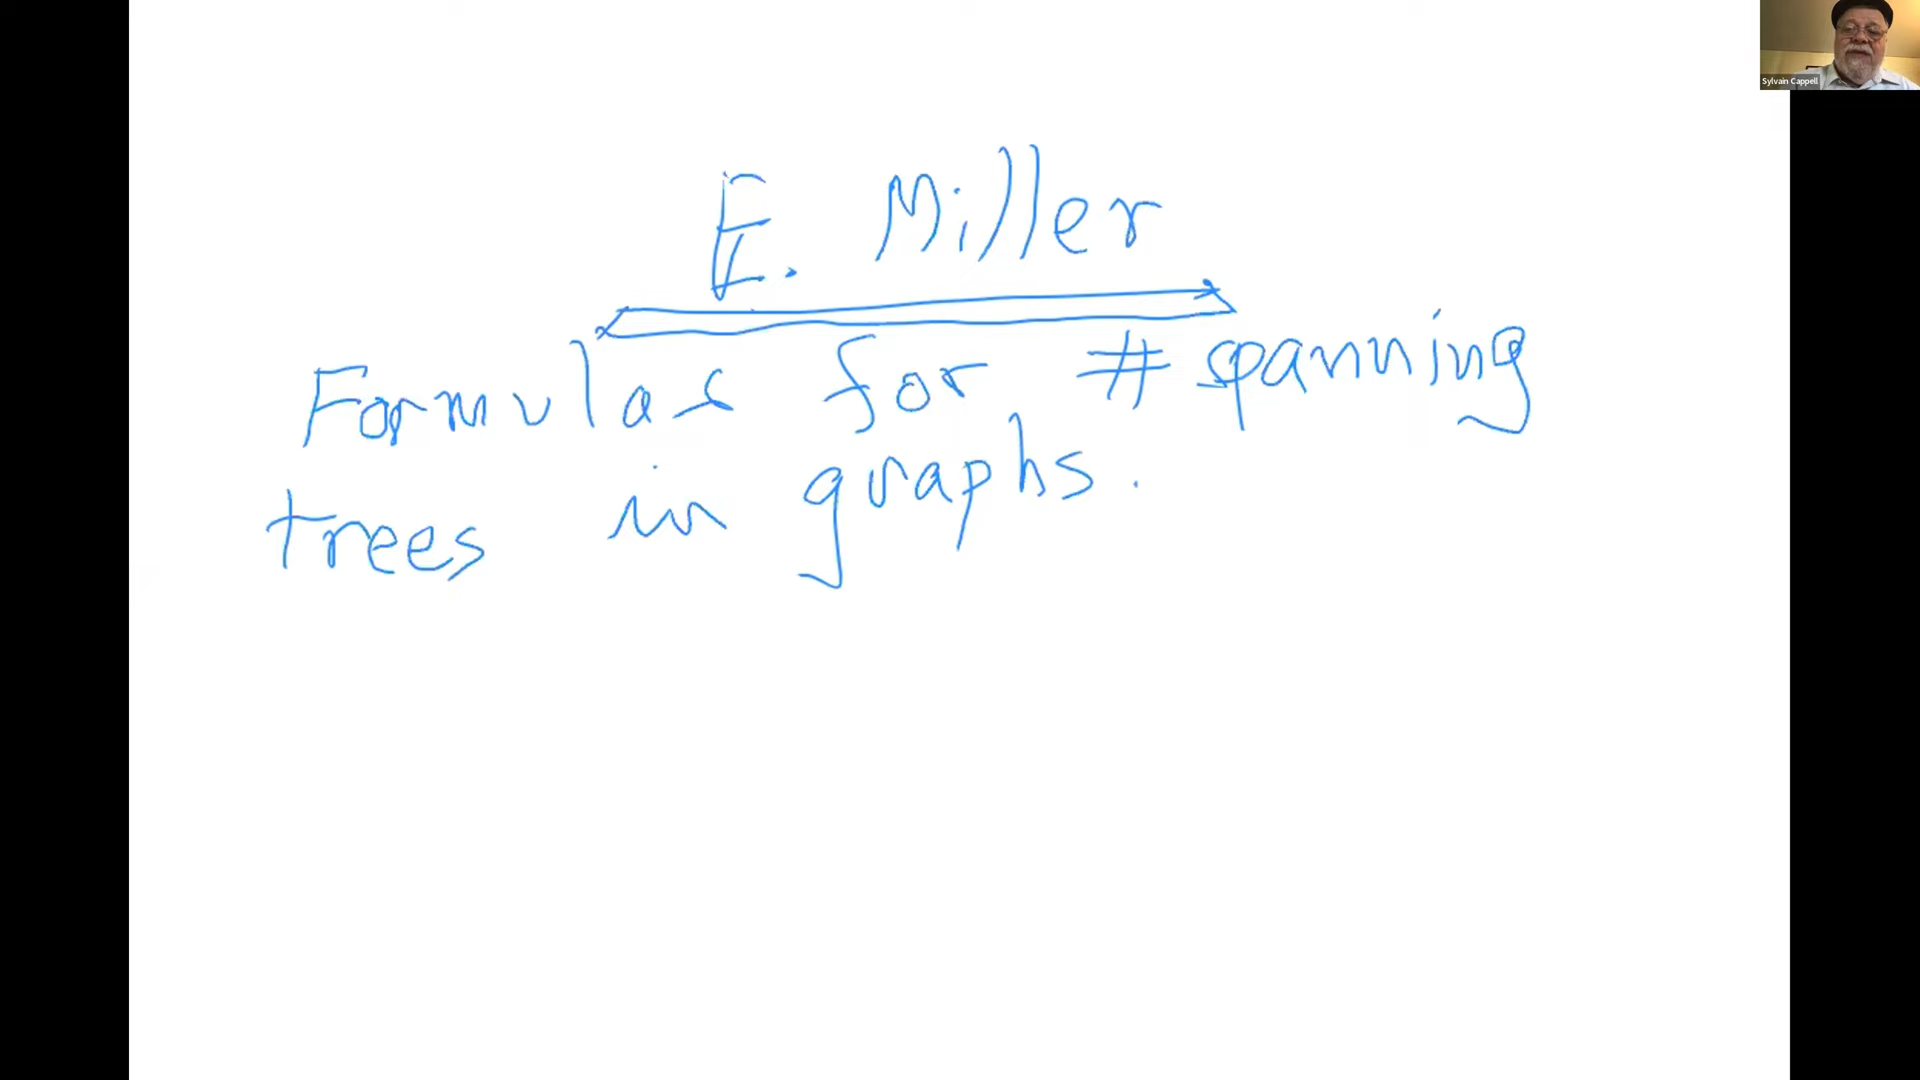 Sylvain Cappell
E. Miller
Formulas for # spanning
trees in graphs.